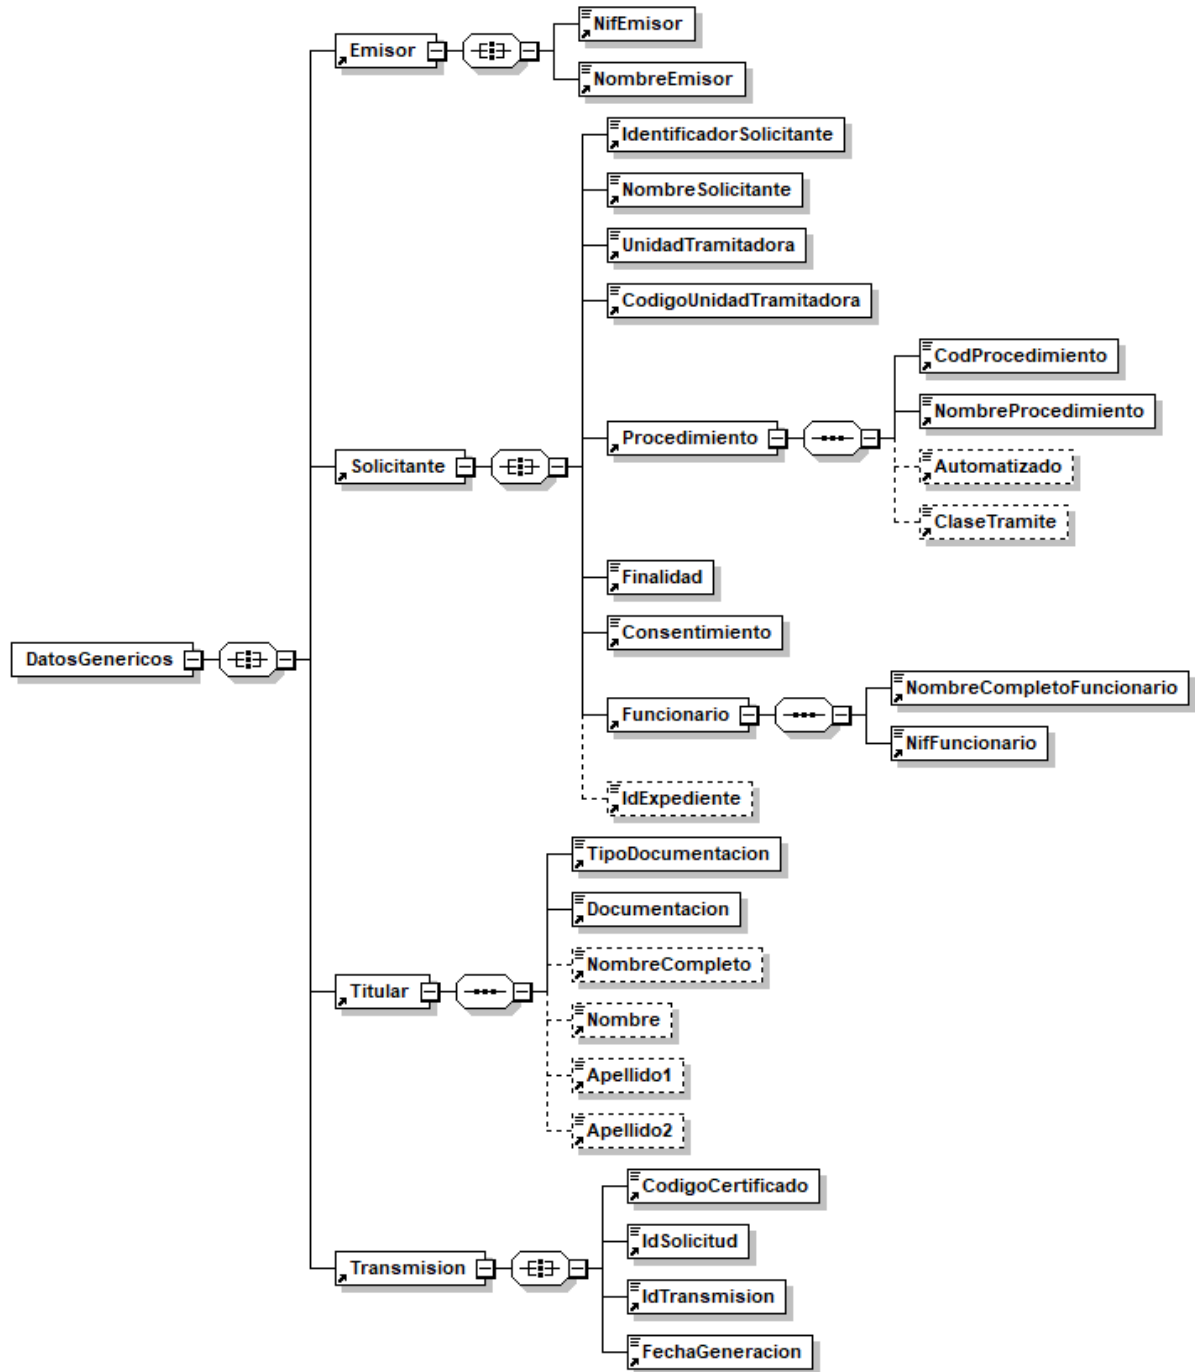 NifEmisor
Emisor
NombreEmisor
IdentificadorSolicitante
NombreSolicitante
UnidadTramitadora
CodigoUnidadTramitadora
CodProcedimiento
NombreProcedimiento
Procedimiento
Solicitante
Automatizado
ClaseTramite
Finalidad
Consentimiento
DatosGenericos
NombreCompletoFuncionario
Funcionario
NifFuncionario
IdExpediente
TipoDocumentacion
Documentacion
NombreCompleto
Titular
Nombre
Apellido1
Apellido2
CodigoCertificado
IdSolicitud
Transmision
IdTransmision
FechaGeneracion